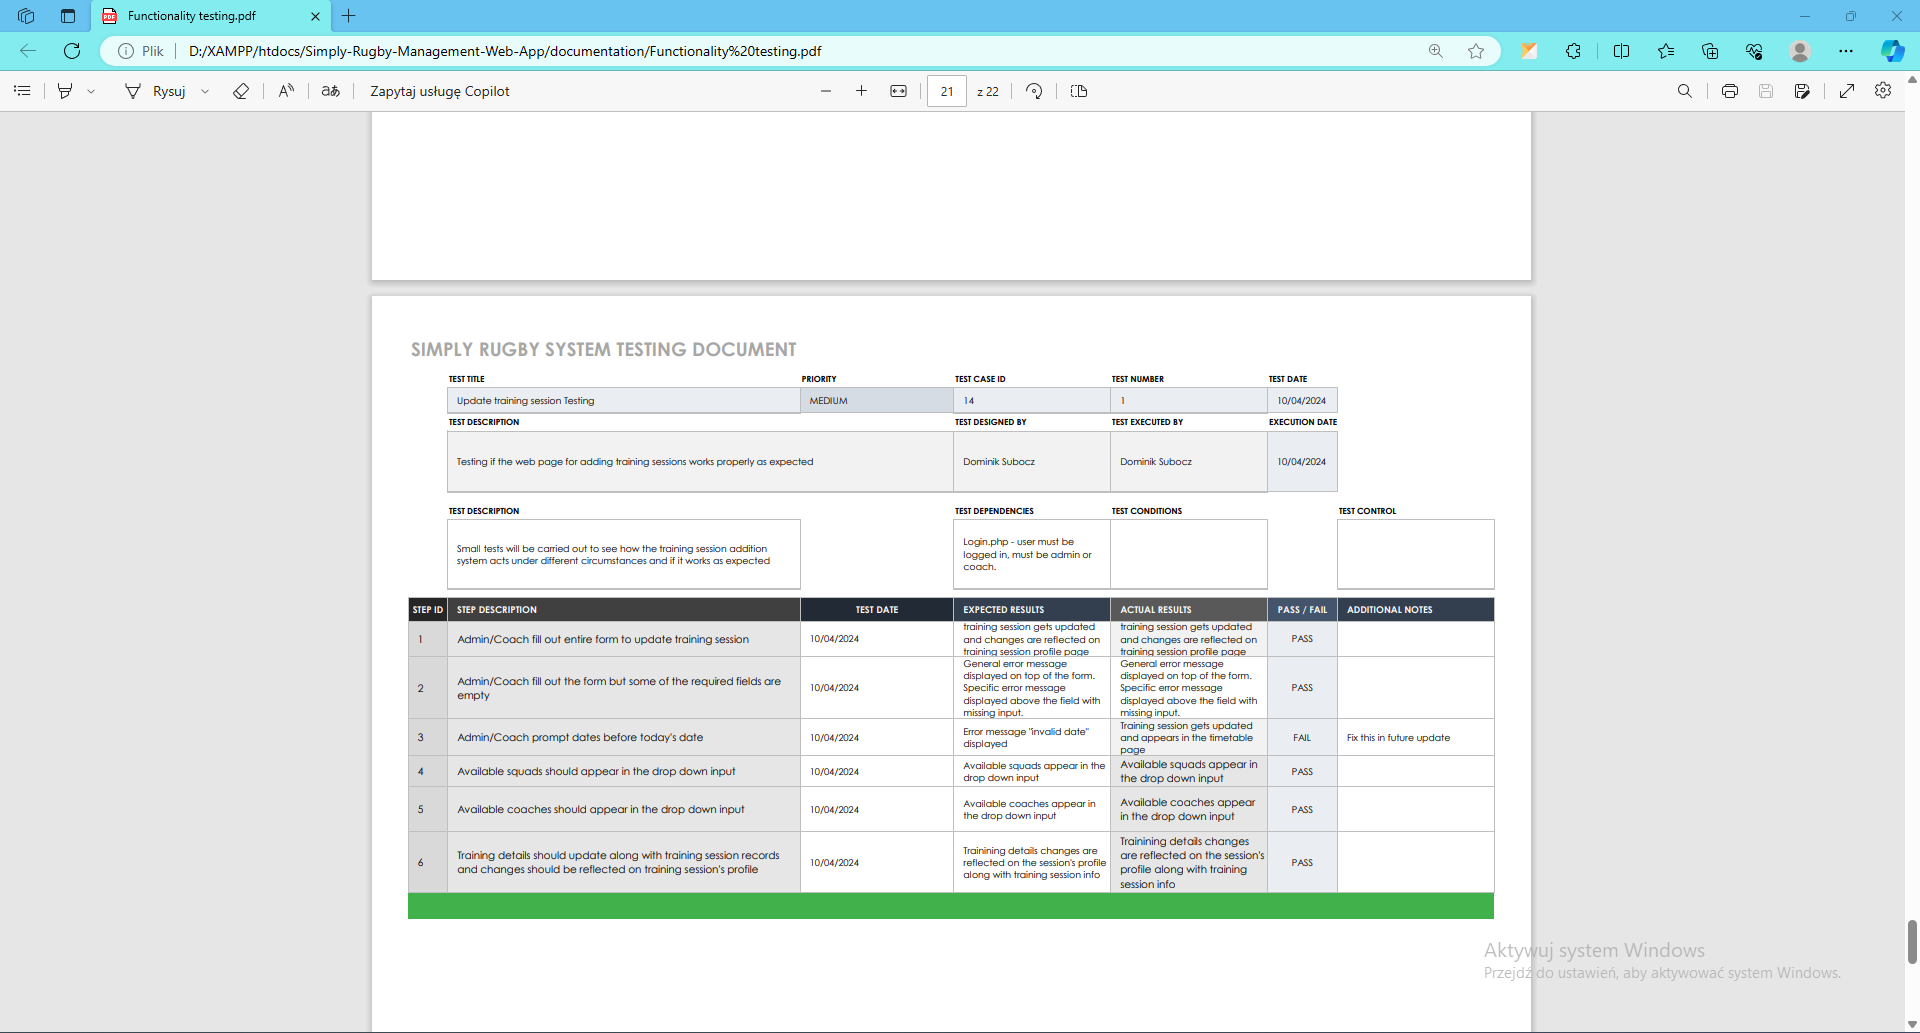 Functionality testing.pdf
Plik
D:/XAMPP/htdocs/Simply-Rugby-Management-Web-App/documentation/Functionality%20testing.pdf
Rysuj
aあ
Zapytaj usługę Copilot
21
z 22
SIMPLY RUGBY SYSTEM TESTING DOCUMENT
TEST TITLE PRIORITY TEST CASE ID TEST NUMBER TEST DATE
Update training session Testing MEDIUM 14 1 10/04/2024
TEST DESCRIPTION TEST DESIGNED BY TEST EXECUTED BY EXECUTION DATE
Testing if the web page for adding training sessions works properly as expected Dominik Subocz Dominik Subocz 10/04/2024
TEST DESCRIPTION TEST DEPENDENCIES TEST CONDITIONS TEST CONTROL
Small tests will be carried out to see how the training session addition
system acts under different circumstances and if it works as expected
Login.php - user must be
logged in, must be admin or
coach.
STEP ID STEP DESCRIPTION TEST DATE EXPECTED RESULTS ACTUAL RESULTS PASS / FAIL ADDITIONAL NOTES
1
Admin/Coach fill out entire form to update training session
10/04/2024
training session gets updated
and changes are reflected on
training session profile page
training session gets updated
and changes are reflected on
training session profile page
PASS
2
Admin/Coach fill out the form but some of the required fields are
empty
10/04/2024
General error message
displayed on top of the form.
Specific error message
displayed above the field with
missing input.
General error message
displayed on top of the form.
Specific error message
displayed above the field with
missing input.
PASS
3
Admin/Coach prompt dates before today's date
10/04/2024
Error message "invalid date"
displayed
Training session gets updated
and appears in the timetable
page
FAIL
Fix this in future update
4
Available squads should appear in the drop down input
10/04/2024
Available squads appear in the
drop down input
Available squads appear in
the drop down input
PASS
5
Available coaches should appear in the drop down input
10/04/2024
Available coaches appear in
the drop down input
Available coaches appear
in the drop down input
PASS
6
Training details should update along with training session records
and changes should be reflected on training session's profile
10/04/2024
Trainining details changes are
reflected on the session's profile
along with training session info
Trainining details changes
are reflected on the session's
profile along with training
session info
PASS
Aktywuj system Windows
Przejdź do ustawień, aby aktywować system Windows.